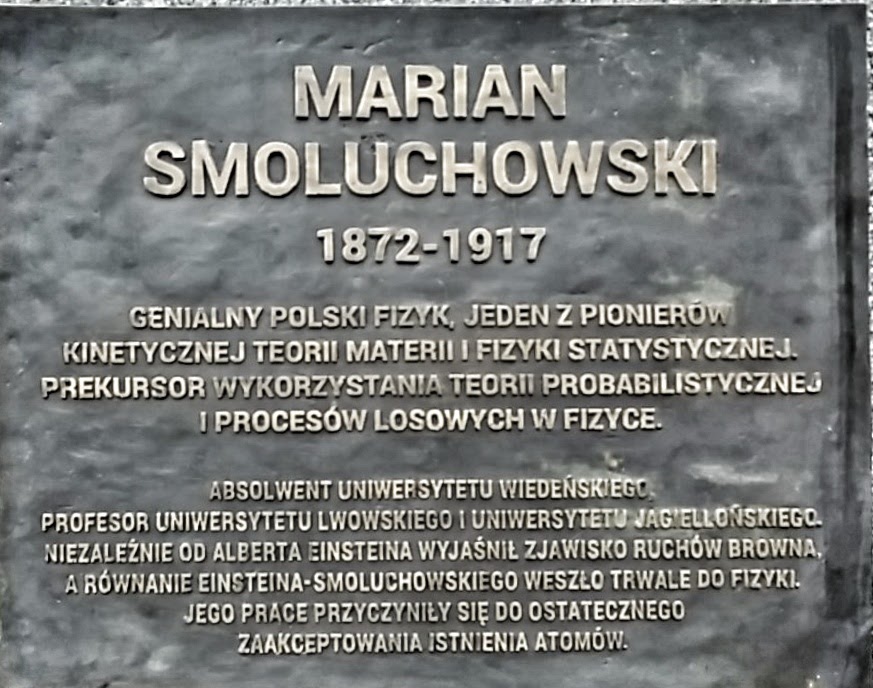 MARIAN
SMOLUCHOWSKI
1872-1917
GENIALNY POLSKI FIZYK, JEDEN Z PIONIERÓW
KINETYCZNEJ TEORII MATERII I FIZYKI STATYSTYCZNEJ.
PREKURSOR WYKORZYSTANIA TEORII PROBABILISTYCZNEJ
I PROCESÓW LOSOWYCH W FIZYCE.
ABSOLWENT UNIWERSYTETU WIEDEŃSKIEGO,
PROFESOR UNIWERSYTETU LWOWSKIEGO I UNIWERSYTETU JAGIELLOŃSKIEGO.
NIEZALEŻNIE OD ALBERTA EINSTEINA WYJAŚNIŁ ZJAWISKO RUCHÓW BROWNA,
A RÓWNANIE EINSTEINA-SMOLUCHOWSKIEGO WESZŁO TRWALE DO FIZYKI.
JEGO PRACE PRZYCZYNIŁY SIĘ DO OSTATECZNEGO
ZAAKCEPTOWANIA ISTNIENIA ATOMÓW.